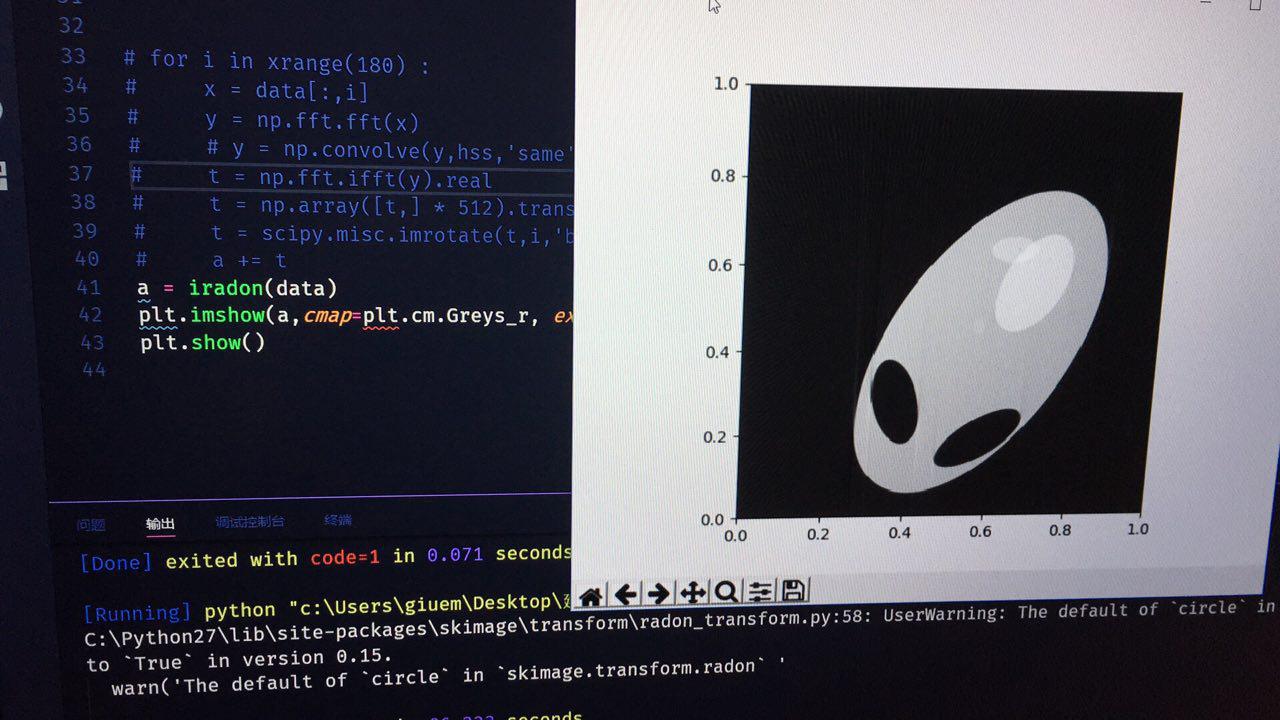 32
33 # for i in xrange(180) :
34 #     x = data[:,i]
35 #     y = np.fft.fft(x)
36 #     # y = np.convolve(y,hss,'same'
37 #     t = np.fft.ifft(y).real
38 #     t = np.array([t,] * 512).trans
39 #     t = scipy.misc.imrotate(t,i,'b
40 #     a += t
41 a = iradon(data)
42 plt.imshow(a,cmap=plt.cm.Greys_r, ex
43 plt.show()
44
问题 输出 调试控制台 终端
[Done] exited with code=1 in 0.071 seconds
[Running] python "c:\Users\giuem\Desktop\
C:\Python27\lib\site-packages\skimage\transform\radon_transform.py:58: UserWarning: The default of `circle` in
to `True` in version 0.15.
warn('The default of `circle` in `skimage.transform.radon` '
seconds
1.0
0.8
0.6
0.4
0.2
0.0
0.0 0.2 0.4 0.6 0.8 1.0